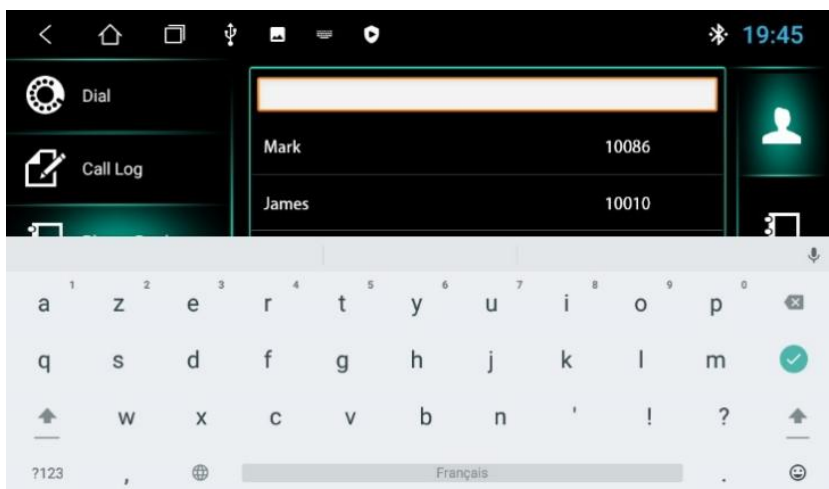 19:45
Dial
Mark 10086
Call Log
James 10010
1 2 3 4 5 6 7 8 9 0
a z e r t y u i o p
q s d f g h j k l m
w x c v b n ' ! ?
?123 , Français .